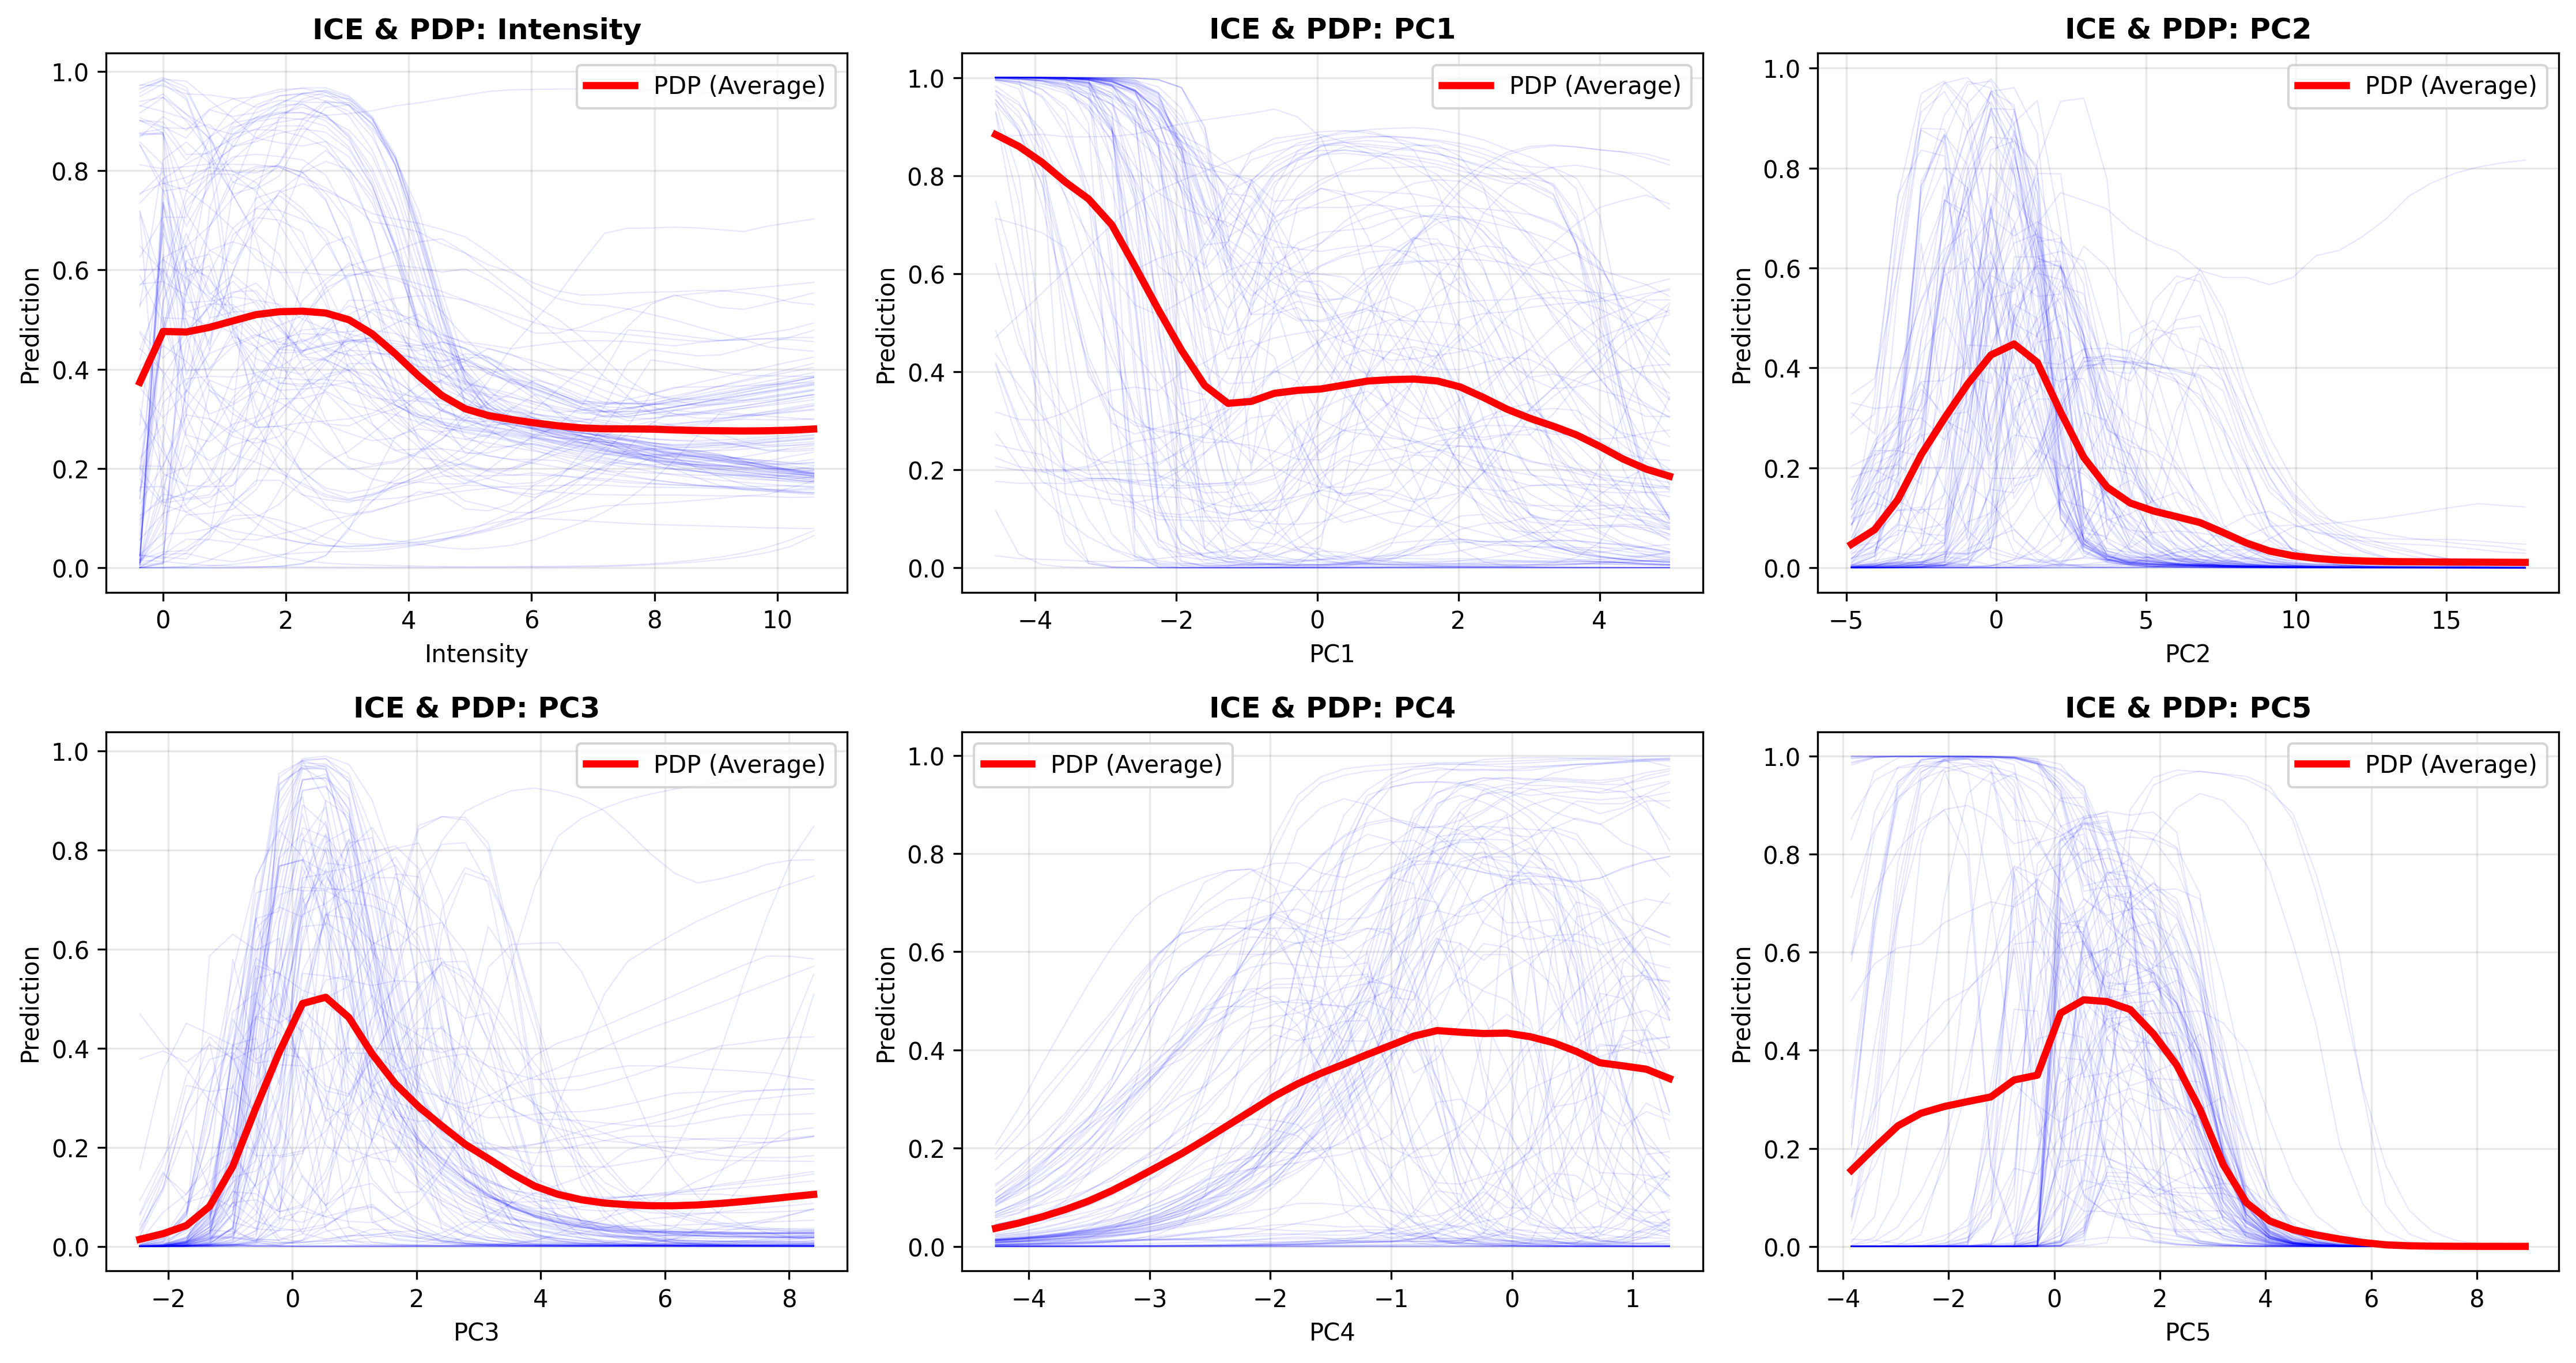 ICE & PDP: Intensity
PDP (Average)
Prediction
1.0
0.8
0.6
0.4
0.2
0.0
0 2 4 6 8 10
Intensity
ICE & PDP: PC1
PDP (Average)
Prediction
1.0
0.8
0.6
0.4
0.2
0.0
−4 −2 0 2 4
PC1
ICE & PDP: PC2
PDP (Average)
Prediction
1.0
0.8
0.6
0.4
0.2
0.0
−5 0 5 10 15
PC2
ICE & PDP: PC3
PDP (Average)
Prediction
1.0
0.8
0.6
0.4
0.2
0.0
−2 0 2 4 6 8
PC3
ICE & PDP: PC4
PDP (Average)
Prediction
1.0
0.8
0.6
0.4
0.2
0.0
−4 −3 −2 −1 0 1
PC4
ICE & PDP: PC5
PDP (Average)
Prediction
1.0
0.8
0.6
0.4
0.2
0.0
−4 −2 0 2 4 6 8
PC5